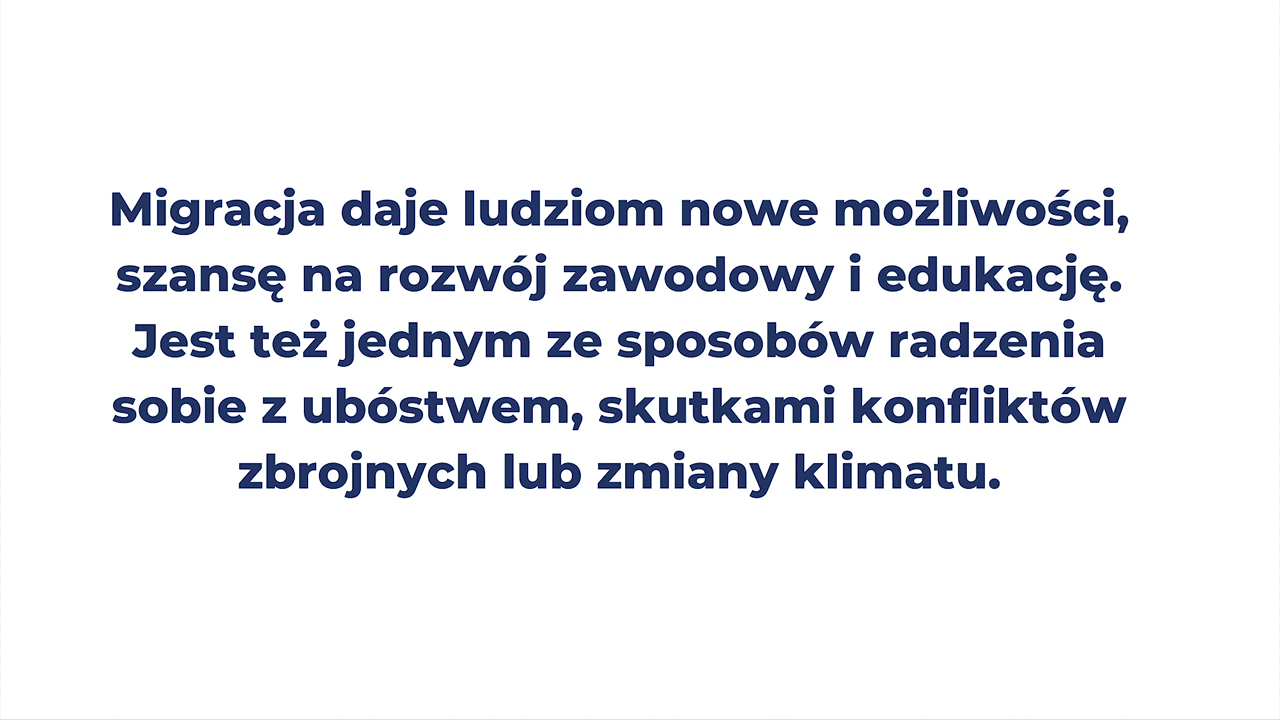 Migracja daje ludziom nowe możliwości,
szansę na rozwój zawodowy i edukację.
Jest też jednym ze sposobów radzenia
sobie z ubóstwem, skutkami konfliktów
zbrojnych lub zmiany klimatu.